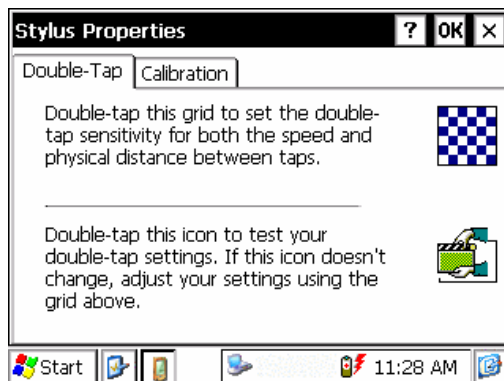 Stylus Properties ? OK ×
Double-Tap Calibration
Double-tap this grid to set the double-
tap sensitivity for both the speed and
physical distance between taps.
Double-tap this icon to test your
double-tap settings. If this icon doesn't
change, adjust your settings using the
grid above.
Start 11:28 AM